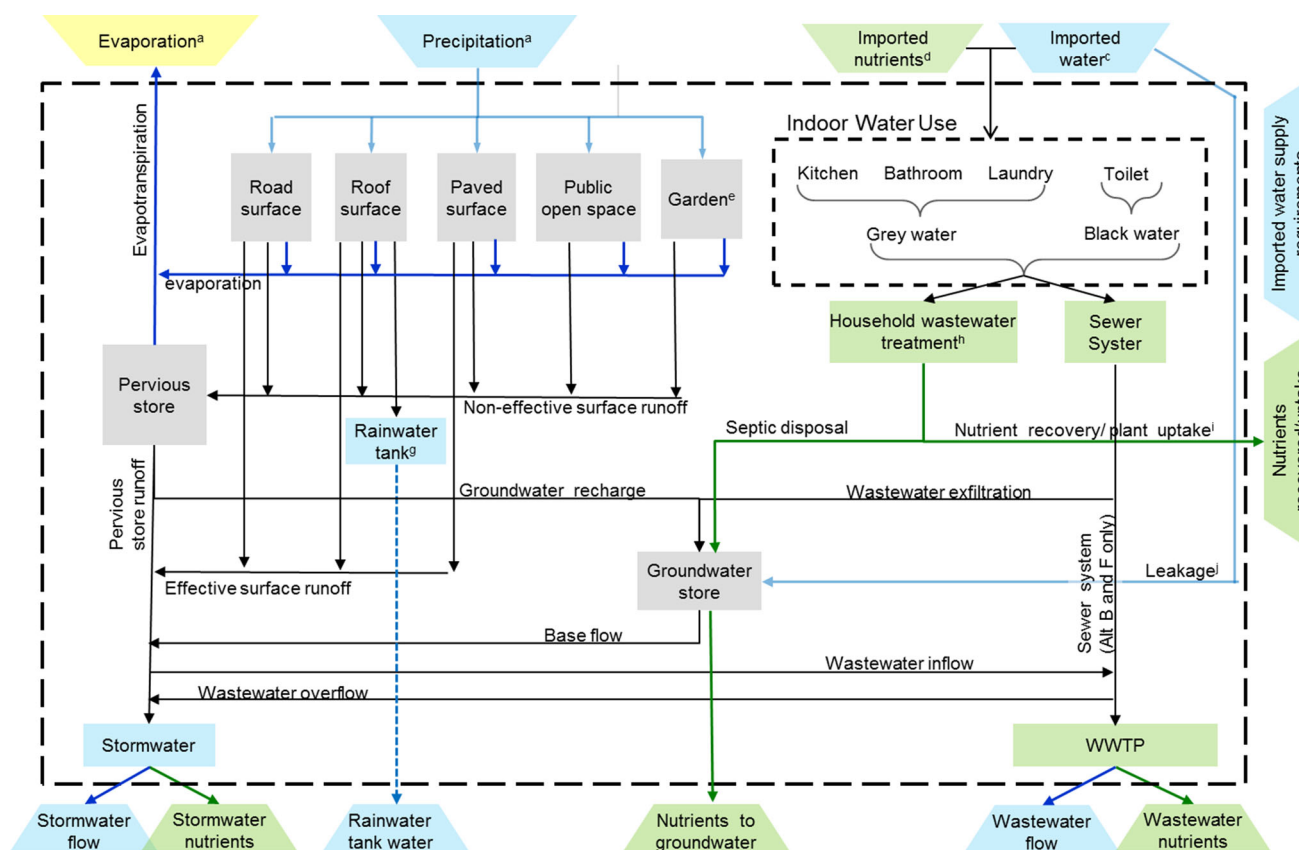 Evaporationᵃ
Precipitationᵃ
Imported
nutrientsᵈ
Imported
waterᶜ
Indoor Water Use
Kitchen Bathroom Laundry Toilet
Grey water Black water
Road
surface
Roof
surface
Paved
surface
Public
open space
Gardenᵉ
Evapotranspiration
evaporation
Household wastewater
treatmentʰ
Sewer
Syster
Imported water supply
requirements
Pervious
store
Non-effective surface runoff
Rainwater
tankᵍ
Septic disposal
Nutrient recovery/ plant uptakeⁱ
Nutrients
recovered/uptake
Pervious
store runoff
Groundwater recharge
Wastewater exfiltration
Effective surface runoff
Groundwater
store
Leakageʲ
Sewer system
(Alt B and F only)
Base flow
Wastewater inflow
Wastewater overflow
Stormwater
WWTP
Stormwater
flow
Stormwater
nutrients
Rainwater
tank water
Nutrients to
groundwater
Wastewater
flow
Wastewater
nutrients